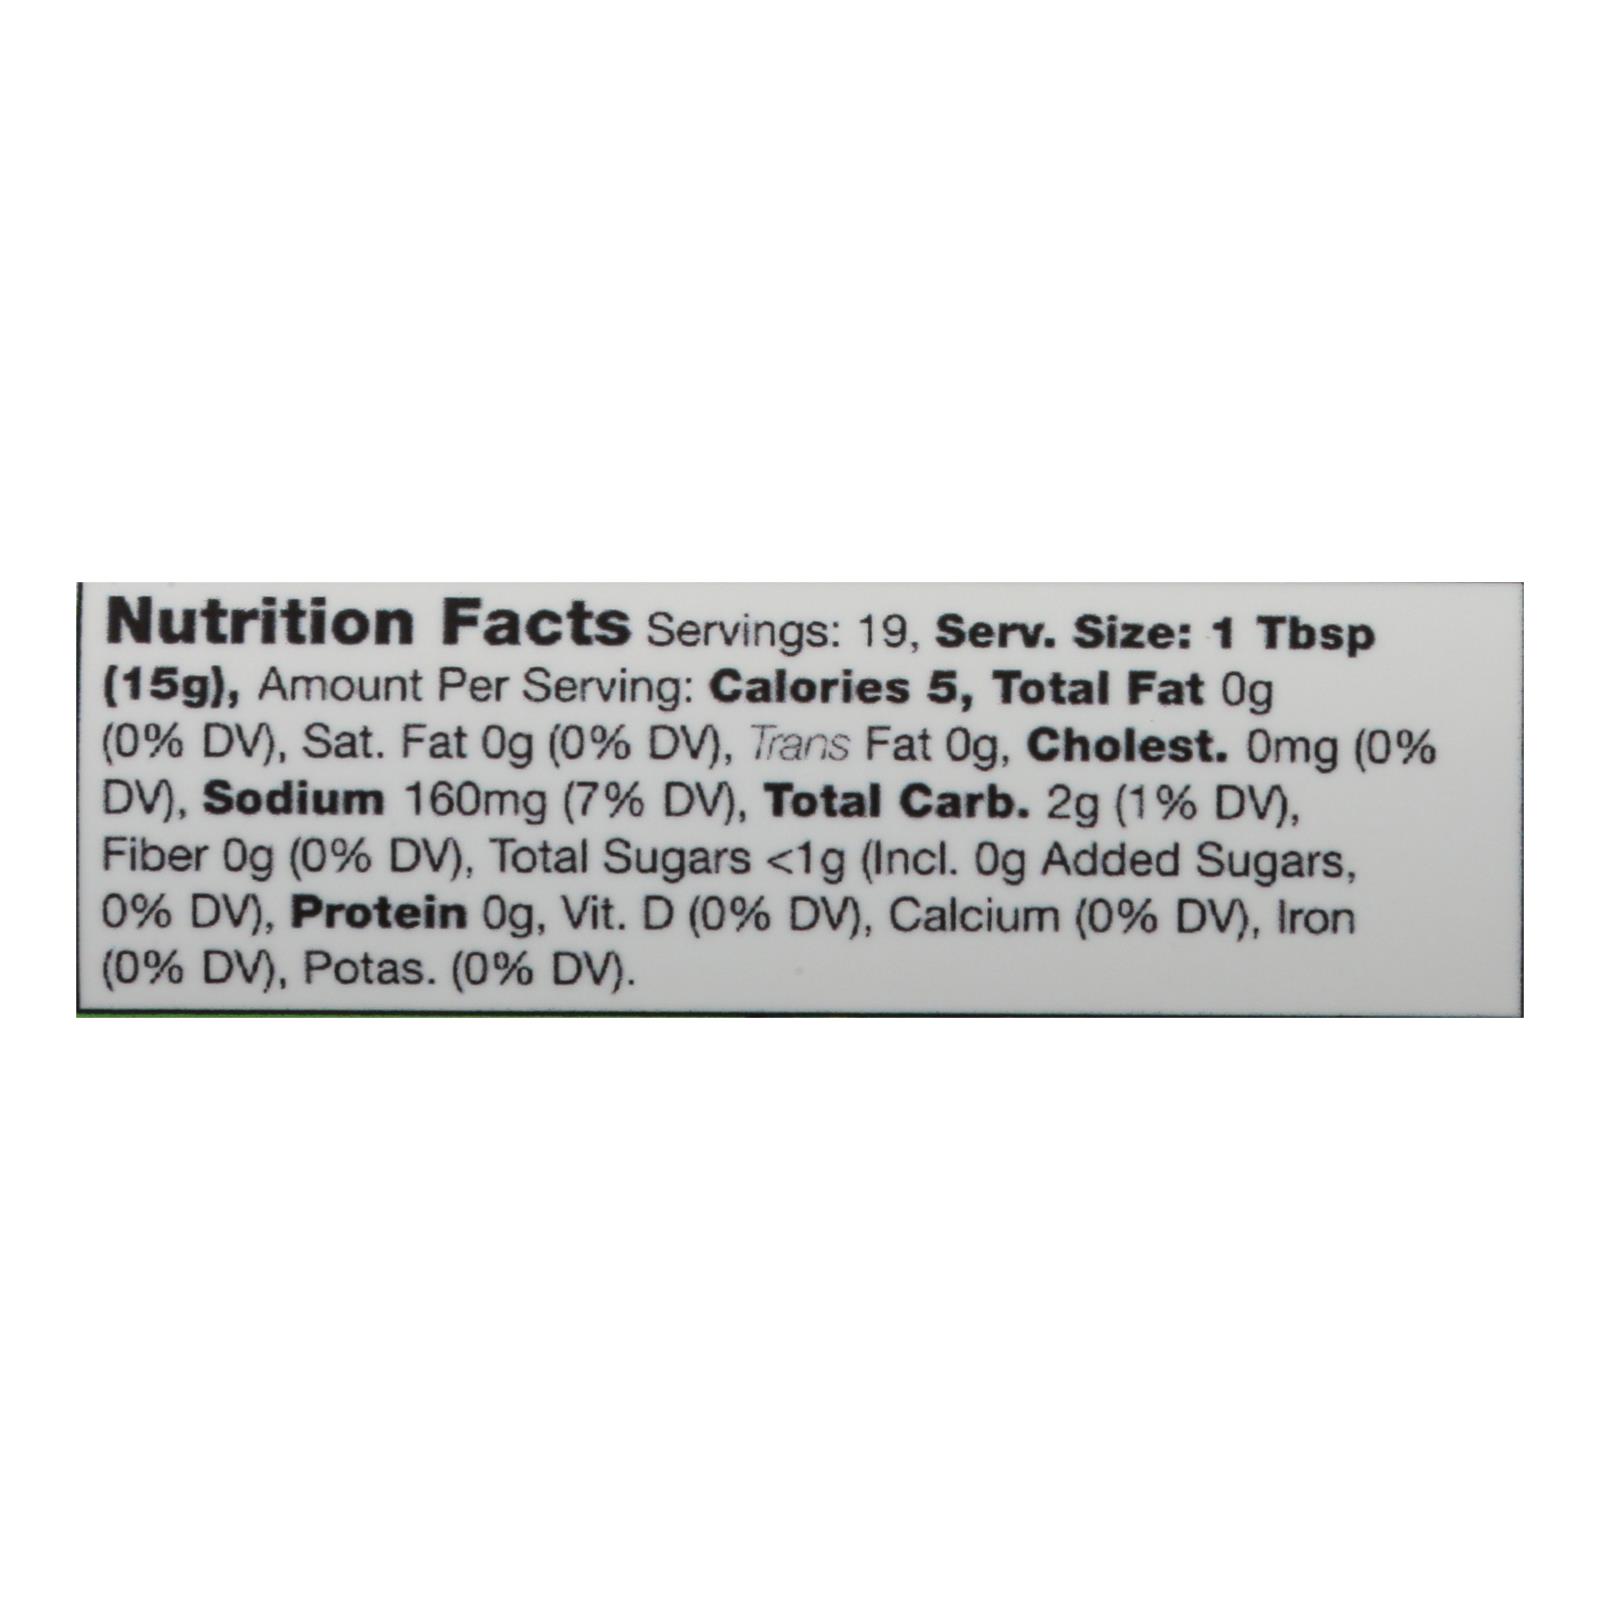 Nutrition Facts Servings: 19, Serv. Size: 1 Tbsp
(15g), Amount Per Serving: Calories 5, Total Fat 0g
(0% DV), Sat. Fat 0g (0% DV), Trans Fat 0g, Cholest. 0mg (0%
DV), Sodium 160mg (7% DV), Total Carb. 2g (1% DV),
Fiber 0g (0% DV), Total Sugars <1g (Incl. 0g Added Sugars,
0% DV), Protein 0g, Vit. D (0% DV), Calcium (0% DV), Iron
(0% DV), Potas. (0% DV).